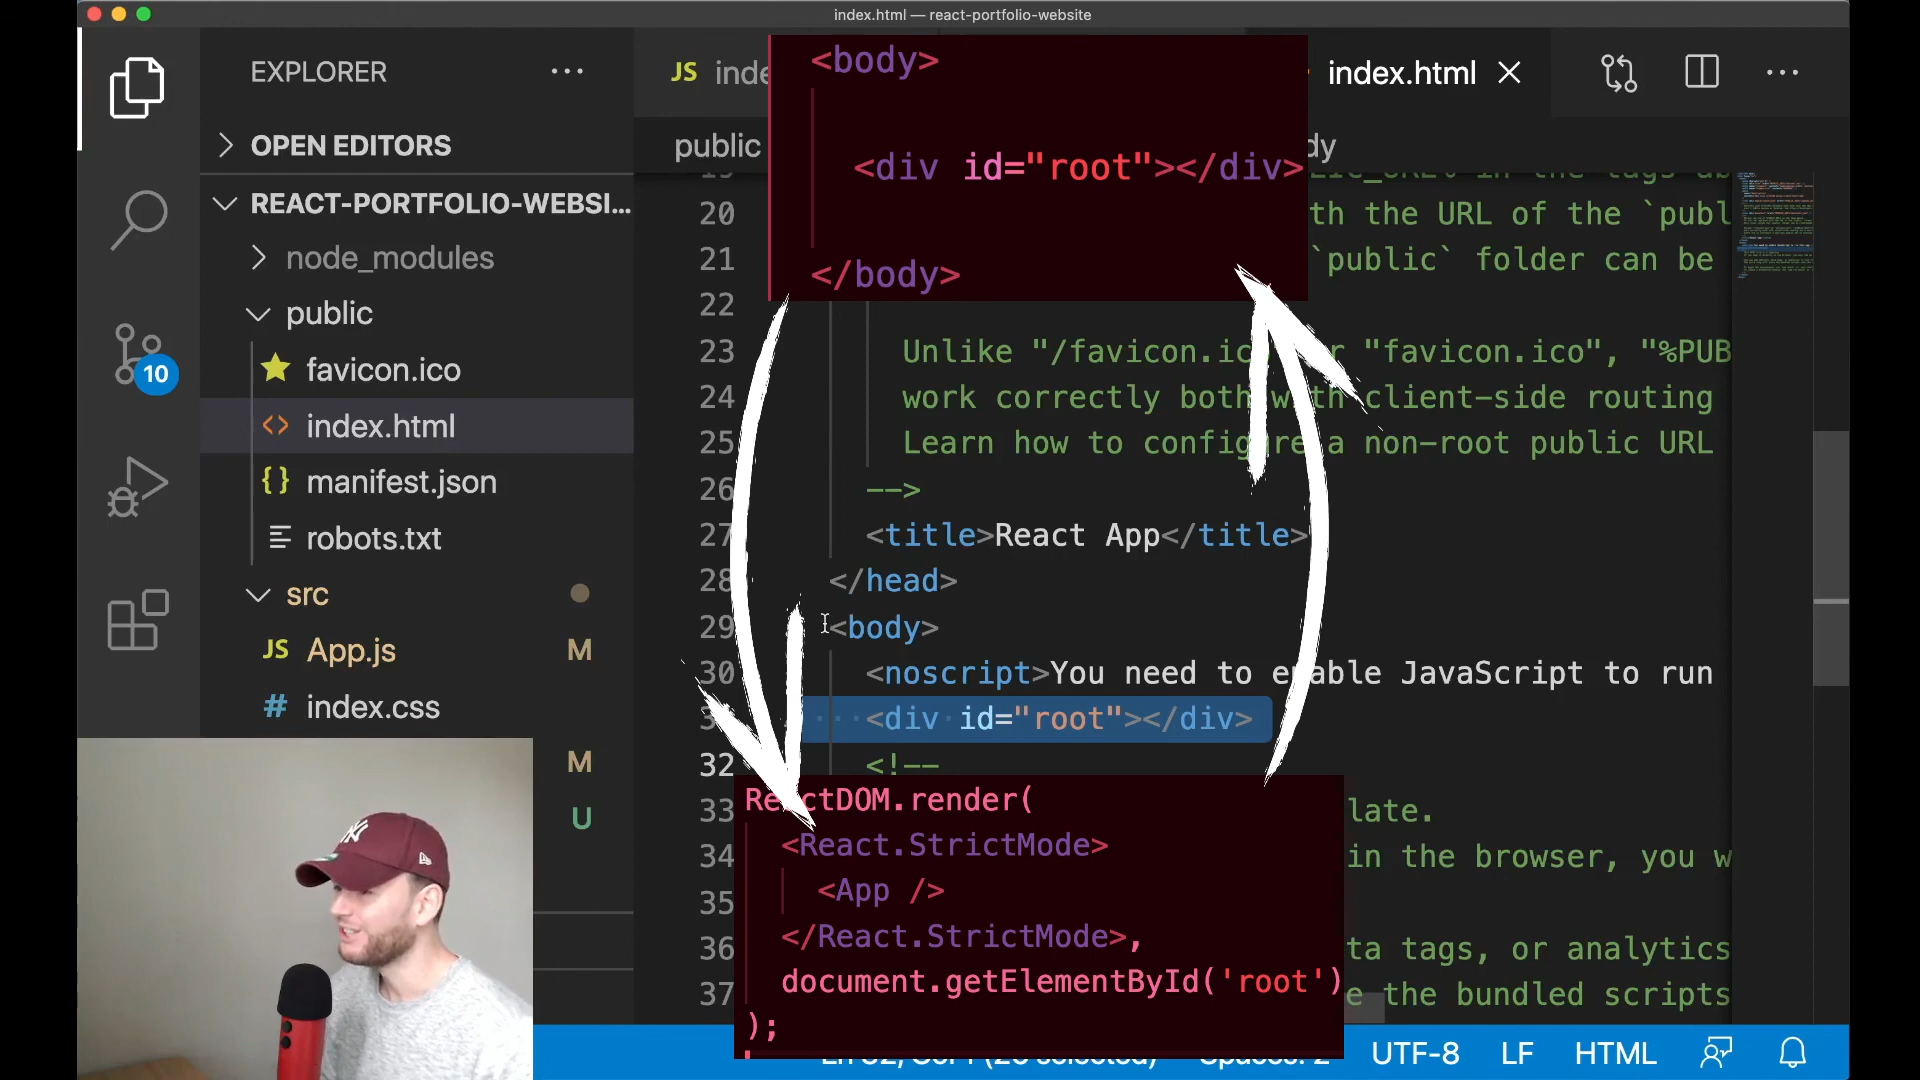 index.html — react-portfolio-website
EXPLORER
JS inde
index.html
OPEN EDITORS
public
dy
REACT-PORTFOLIO-WEBSI...
node_modules
public
favicon.ico
index.html
manifest.json
robots.txt
src
JS App.js M
# index.css
M
U
10
<body>
<div id="root"></div>
</body>
20 th the URL of the `publ
21 `public` folder can be
22
23 Unlike "/favicon.ic r "favicon.ico", "%PUB
24 work correctly both with client-side routing
25 Learn how to configure a non-root public URL
26 -->
27 <title>React App</title>
28 </head>
29 <body>
30 <noscript>You need to enable JavaScript to run
<div id="root"></div>
32 <!--
33 late.
34 in the browser, you w
35
36 ta tags, or analytics
37 e the bundled scripts
ReactDOM.render(
<React.StrictMode>
<App />
</React.StrictMode>,
document.getElementById('root')
);
UTF-8 LF HTML
NY